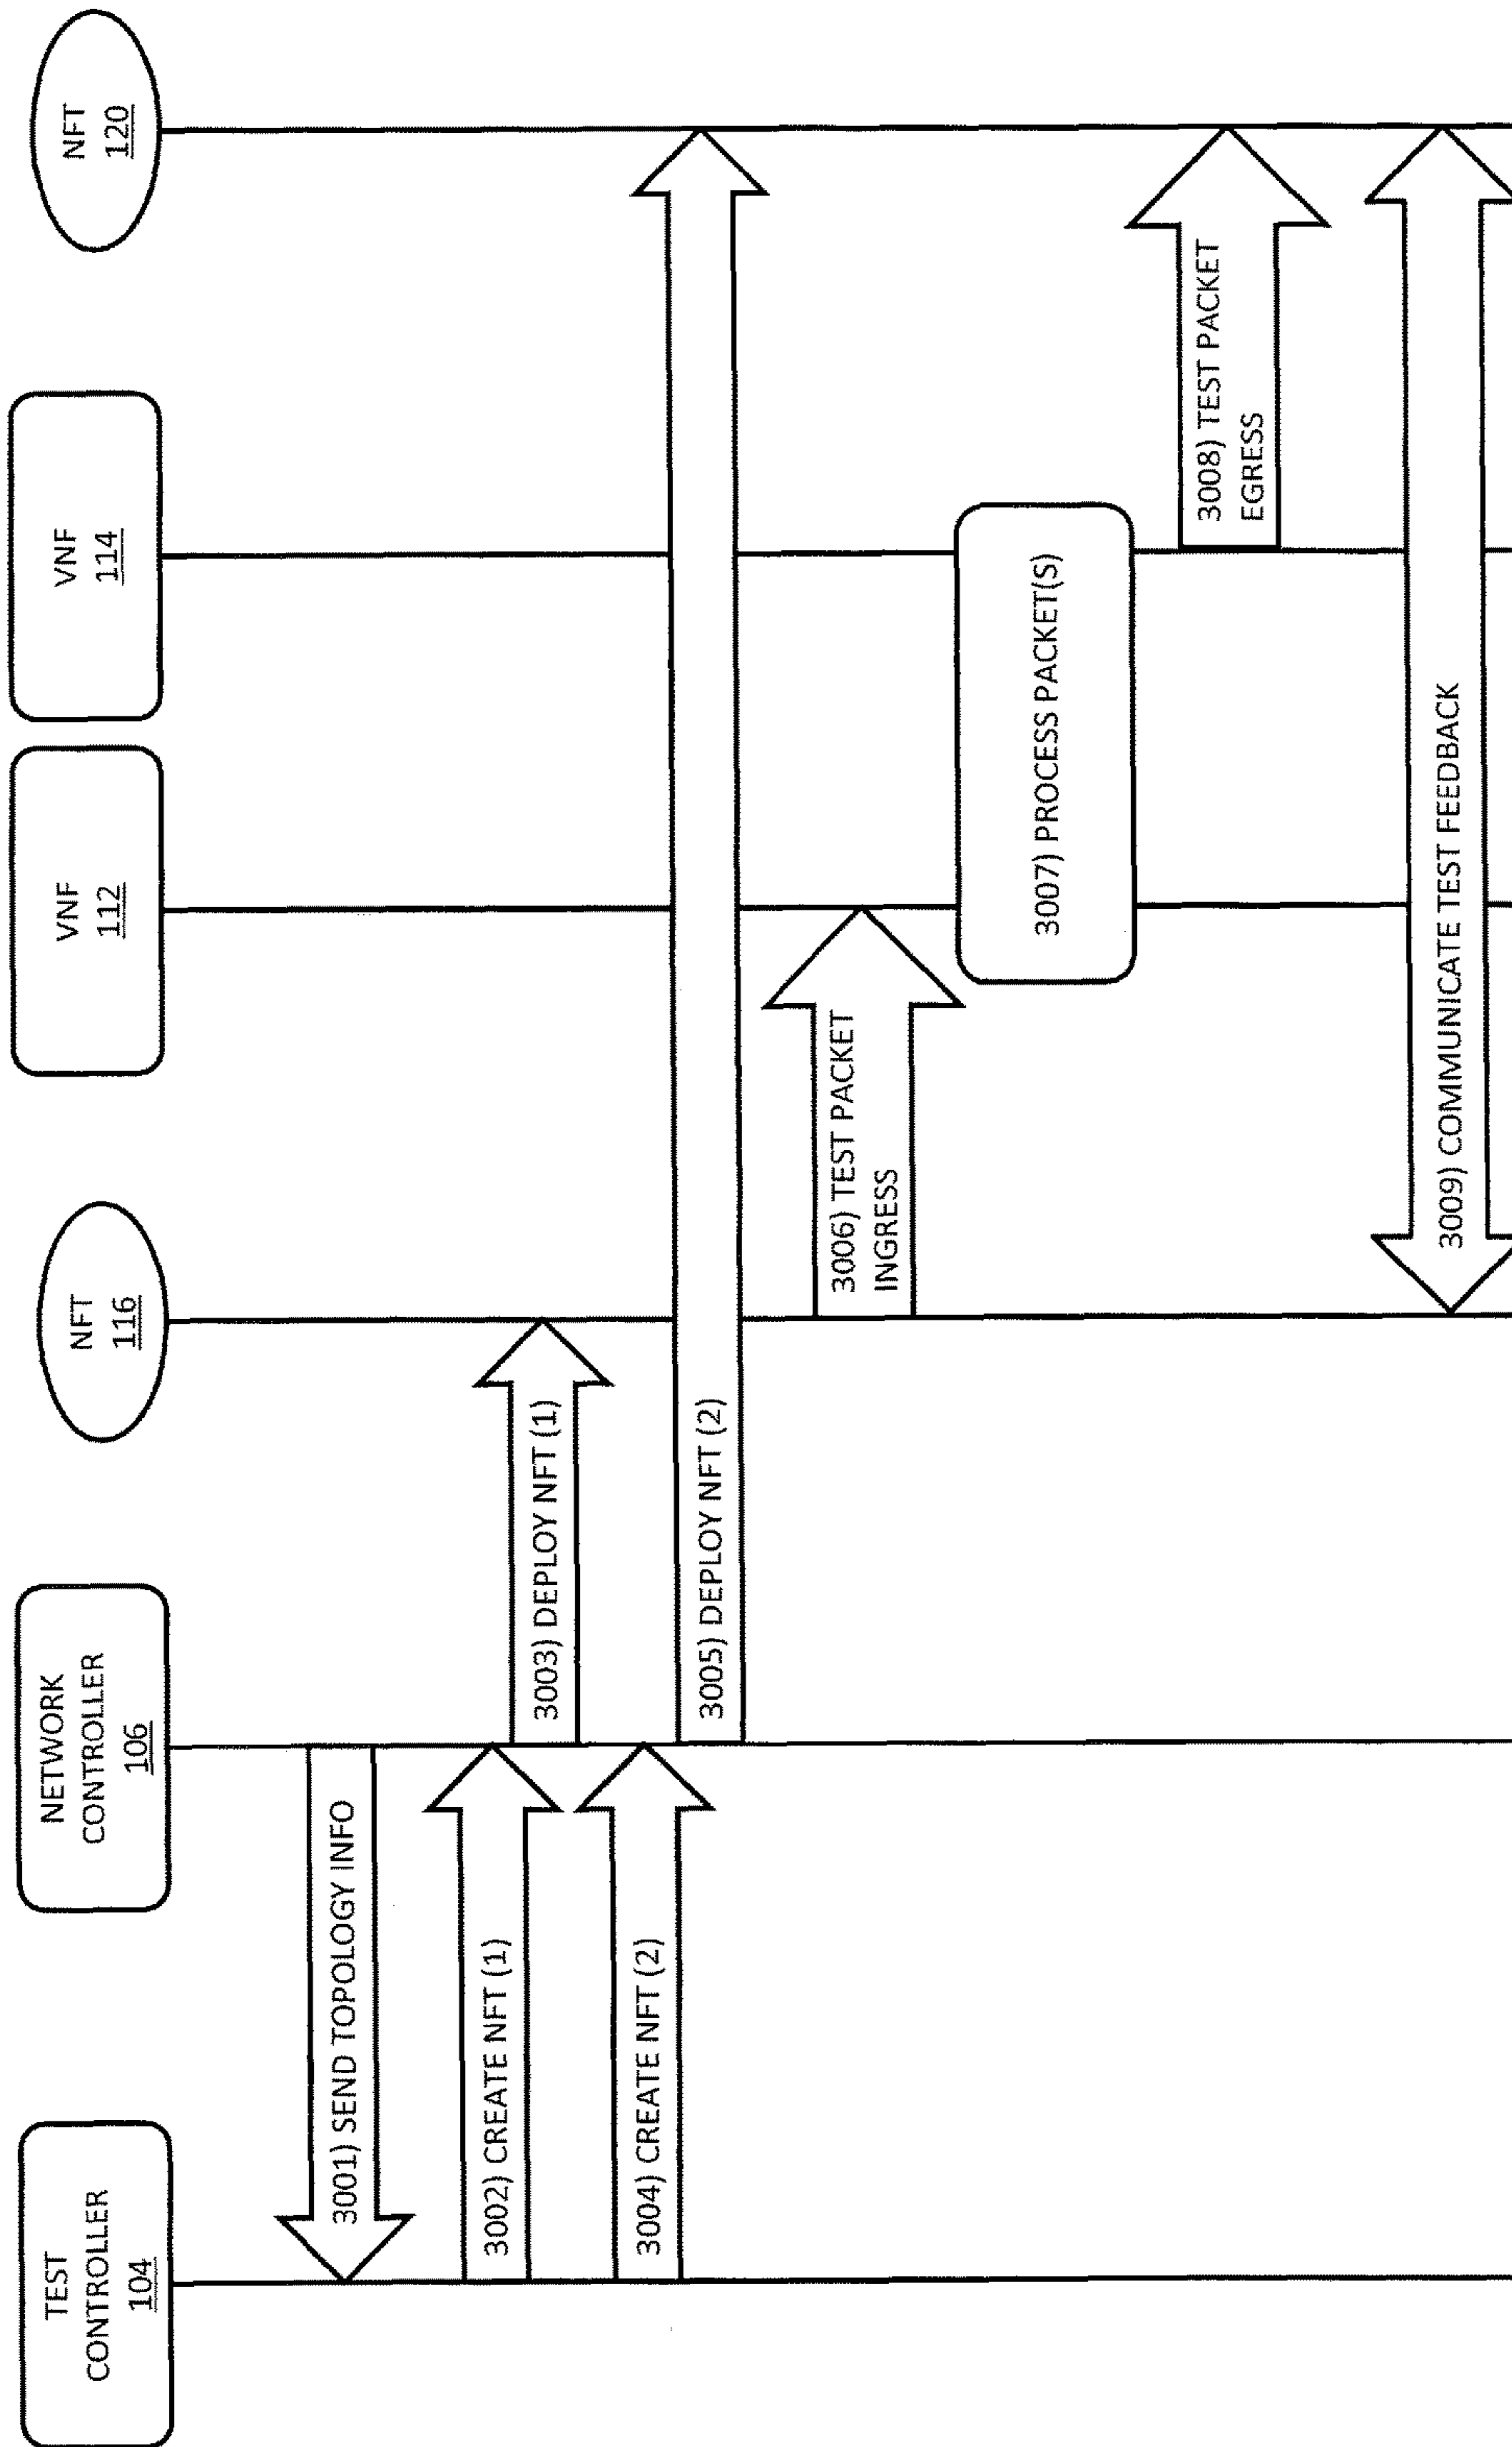 TEST
CONTROLLER
104
NETWORK
CONTROLLER
106
NFT
116
VNF
112
VNF
114
NFT
120
3001) SEND TOPOLOGY INFO
3002) CREATE NFT (1)
3003) DEPLOY NFT (1)
3004) CREATE NFT (2)
3005) DEPLOY NFT (2)
3006) TEST PACKET
INGRESS
3007) PROCESS PACKET(S)
3008) TEST PACKET
EGRESS
3009) COMMUNICATE TEST FEEDBACK